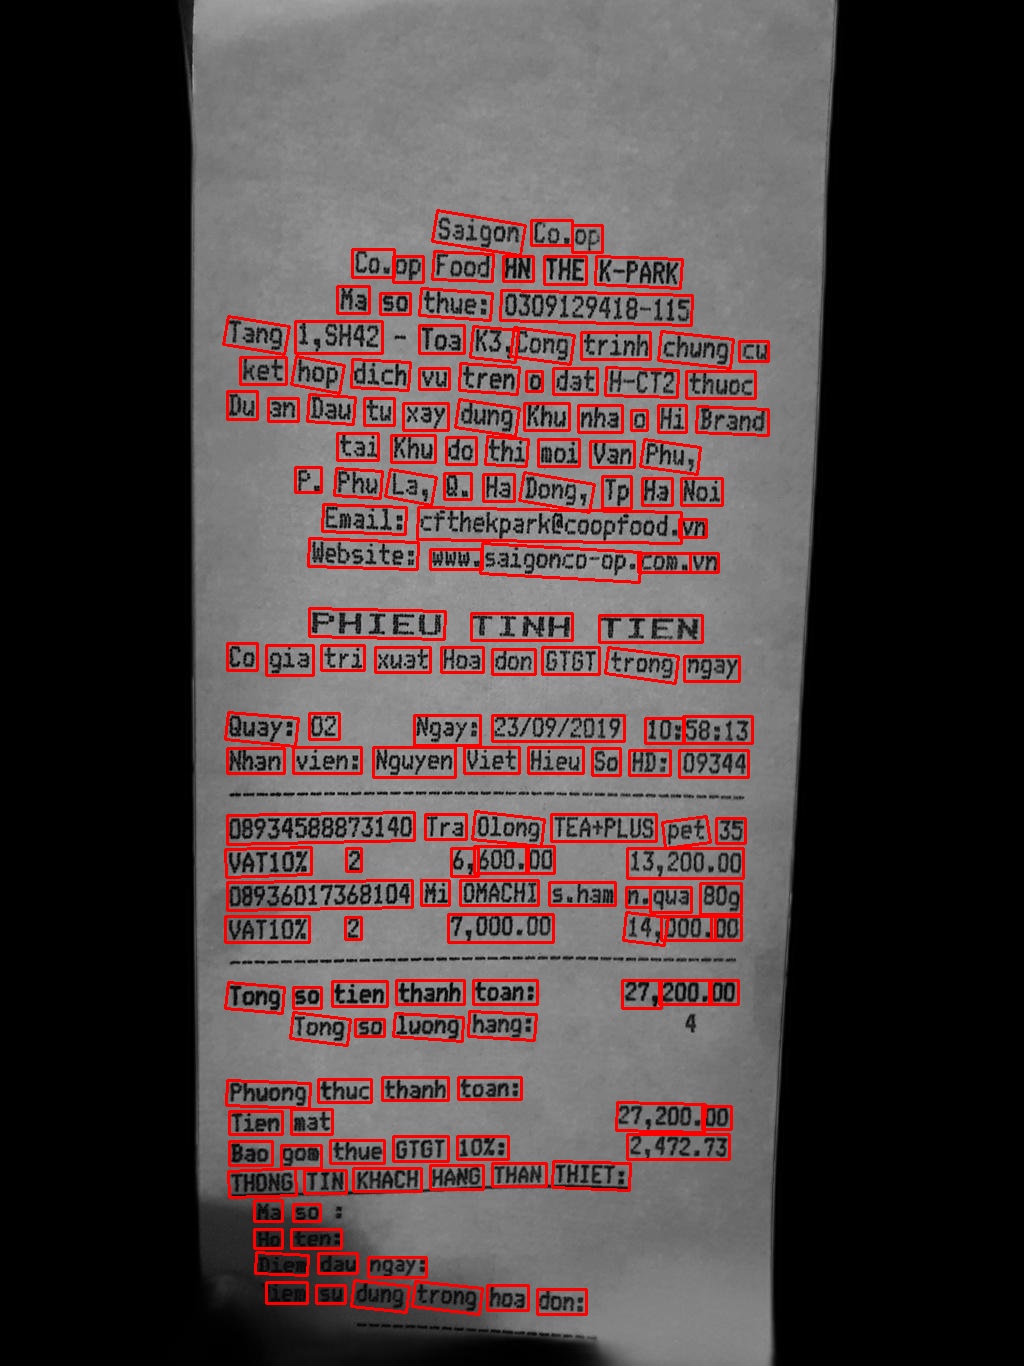 Saigon Co.op
Co.op Food HN THE K-PARK
Ma so thue: 0309129418-115
Tang 1,SH42 - Toa K3,Cong trinh chung cu
ket hop dich vu tren o dat H-CT2 thuoc
Du an Dau tu xay dung Khu nha o Hi Brand
tai Khu do thi moi Van Phu,
P. Phu La, Q. Ha Dong, Tp Ha Noi
Email: cfthekpark@coopfood.vn
Website: www.saigonco-op.com.vn
PHIEU TINH TIEN
Co gia tri xuat Hoa don GTGT trong ngay
Quay: 02 Ngay: 23/09/2019 10:58:13
Nhan vien: Nguyen Viet Hieu So HD: 09344
08934588873140 Tra Olong TEA+PLUS pet 35
VAT10% 2 6,600.00 13,200.00
08936017368104 Mi OMACHI s.ham n.qua 80g
VAT10% 2 7,000.00 14,000.00
Tong so tien thanh toan: 27,200.00
Tong so luong hang: 4
Phuong thuc thanh toan:
Tien mat 27,200.00
Bao gom thue GTGT 10%: 2,472.73
THONG TIN KHACH HANG THAN THIET:
Ma so :
Ho ten:
Diem dau ngay:
iem su dung trong hoa don: